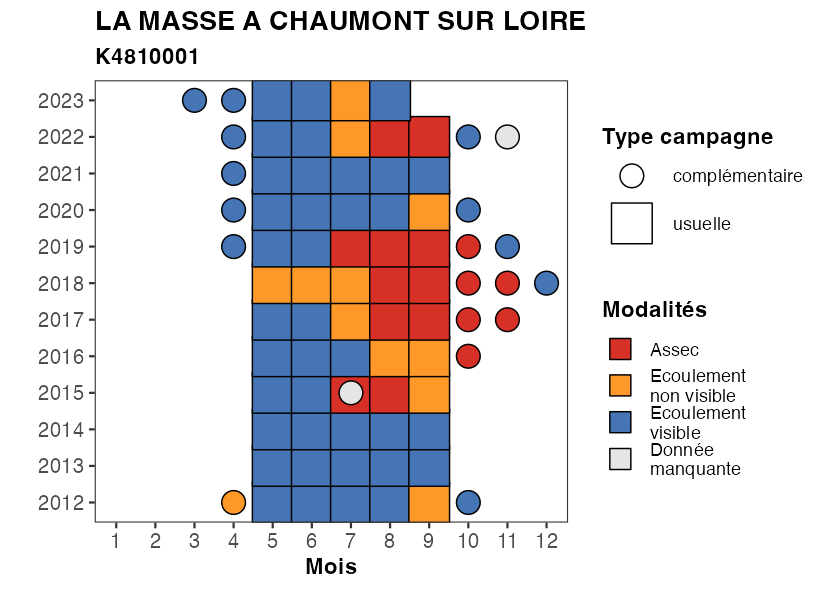 LA MASSE A CHAUMONT SUR LOIRE
K4810001
2023
2022
2021
2020
2019
2018
2017
2016
2015
2014
2013
2012
1 2 3 4 5 6 7 8 9 10 11 12
Mois
Type campagne
complémentaire
usuelle
Modalités
Assec
Ecoulement
non visible
Ecoulement
visible
Donnée
manquante